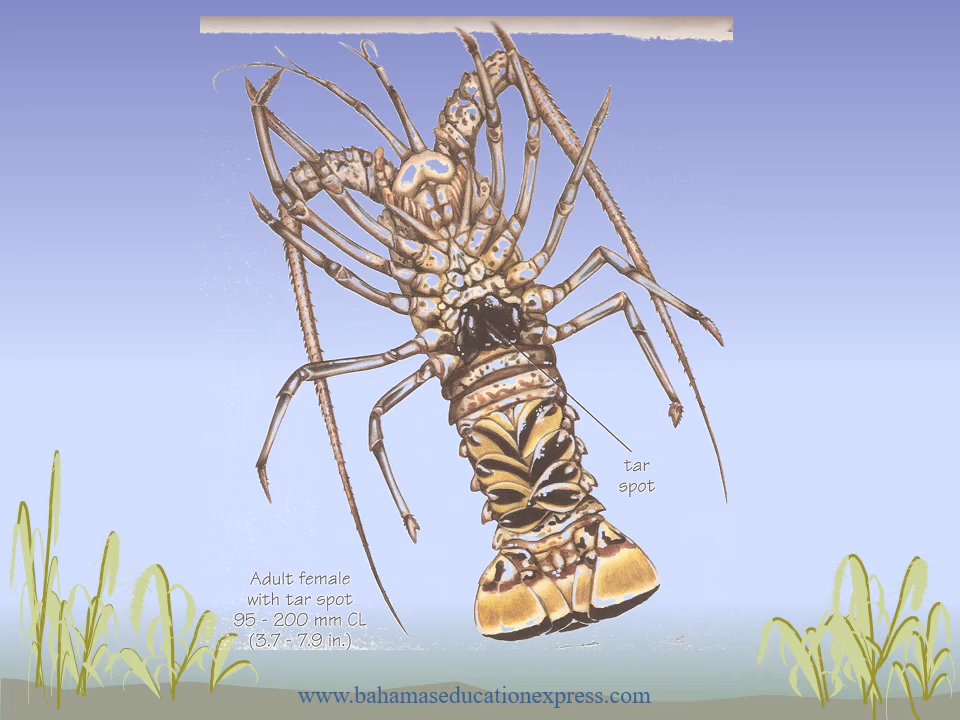 tar
spot
Adult female
with tar spot
95 - 200 mm CL
(3.7 - 7.9 in.)
www.bahamaseducationexpress.com